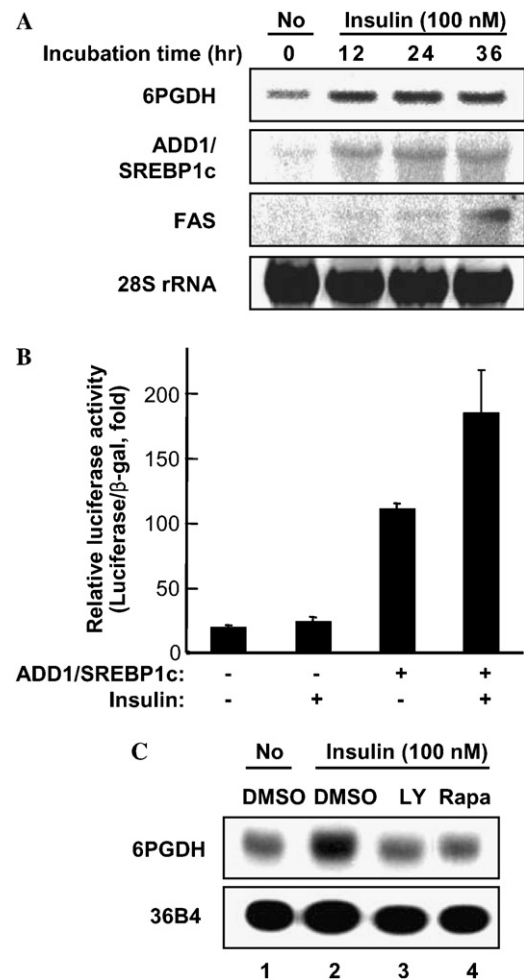 A
No Insulin (100 nM)
Incubation time (hr) 0 12 24 36
6PGDH
ADD1/
SREBP1c
FAS
28S rRNA
B
Relative luciferase activity
(Luciferase/β-gal, fold)
200
150
100
50
0
ADD1/SREBP1c: - - + +
Insulin: - + - +
C
No Insulin (100 nM)
DMSO DMSO LY Rapa
6PGDH
36B4
1 2 3 4